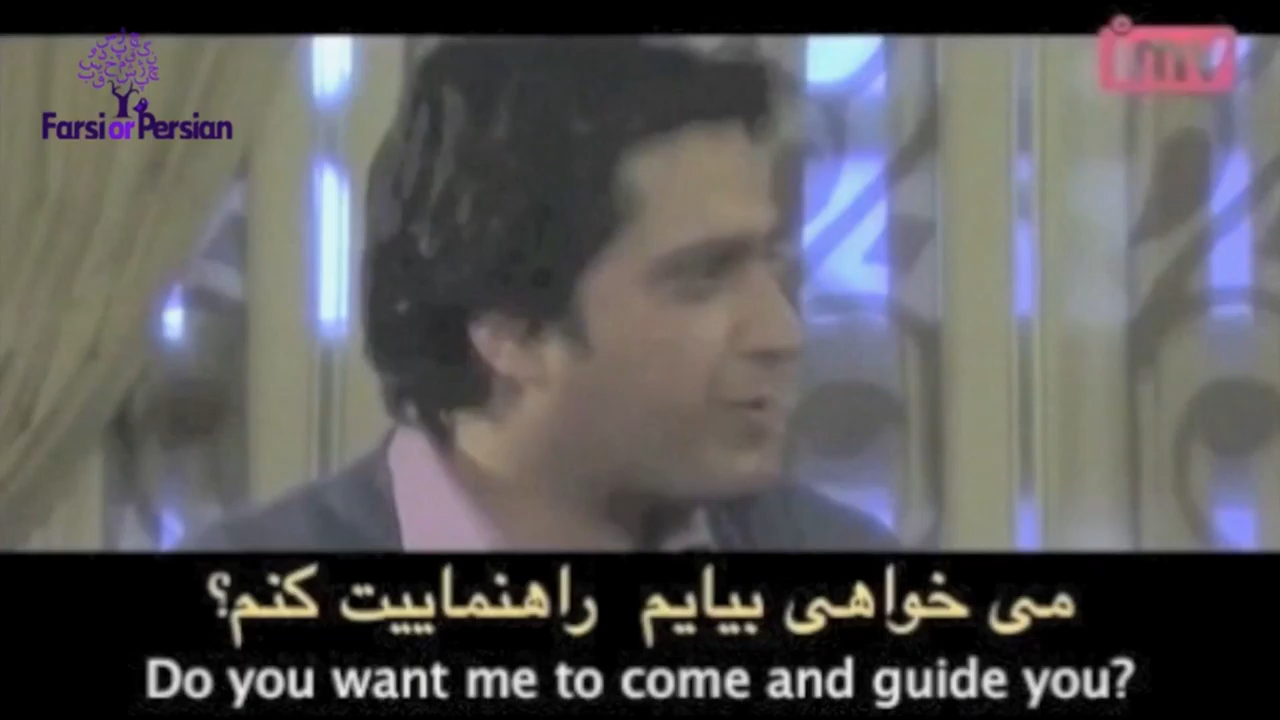 Farsi or Persian
imv
می خواهی بیایم راهنماییت کنم؟
Do you want me to come and guide you?